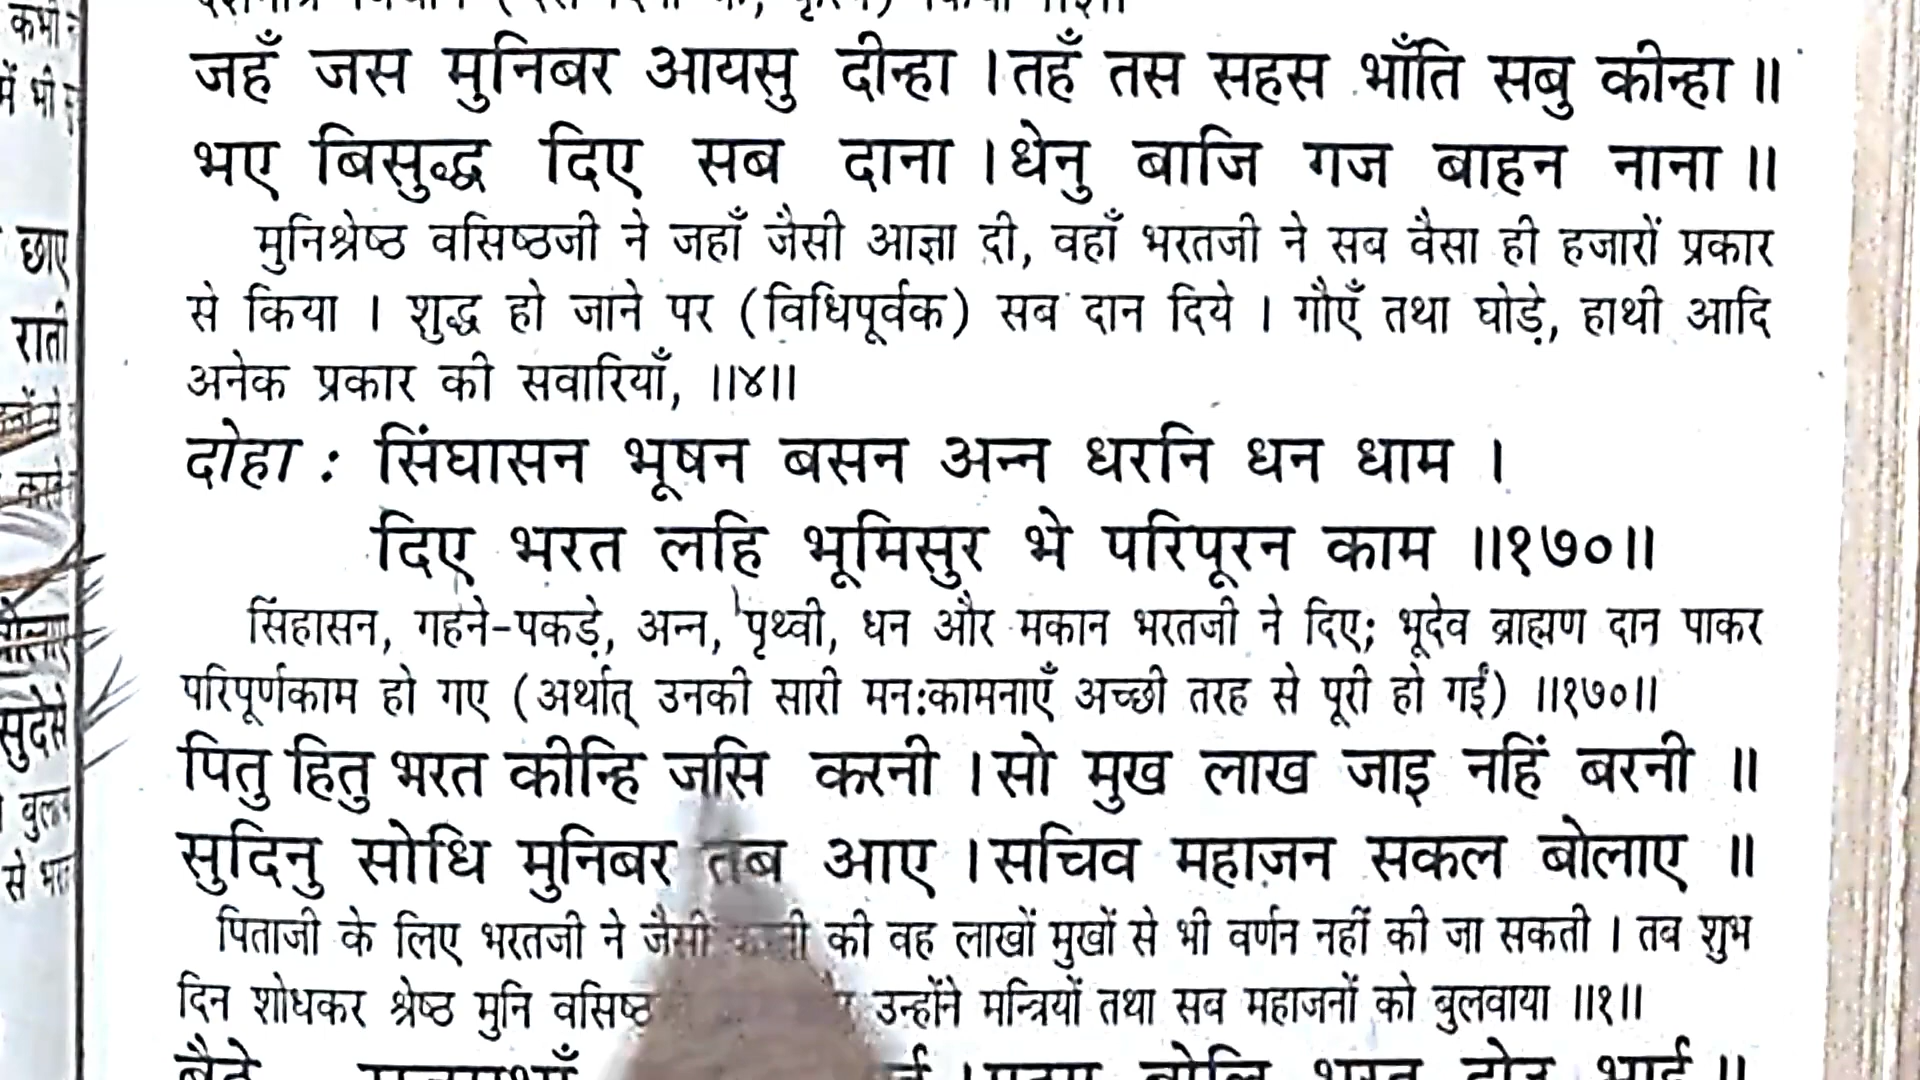 जहँ जस मुनिबर आयसु दीन्हा । तहँ तस सहस भाँति सबु कीन्हा ॥
भए बिसुद्ध दिए सब दाना । धेनु बाजि गज बाहन नाना ॥
मुनिश्रेष्ठ वसिष्ठजी ने जहाँ जैसी आज्ञा दी, वहाँ भरतजी ने सब वैसा ही हजारों प्रकार
से किया । शुद्ध हो जाने पर (विधिपूर्वक) सब दान दिये । गौएँ तथा घोड़े, हाथी आदि
अनेक प्रकार की सवारियाँ, ॥४॥
दोहा : सिंघासन भूषन बसन अन्न धरनि धन धाम ।
दिए भरत लहि भूमिसुर भे परिपूरन काम ॥१७०॥
सिंहासन, गहने-पकड़े, अन्न, पृथ्वी, धन और मकान भरतजी ने दिए; भूदेव ब्राह्मण दान पाकर
परिपूर्णकाम हो गए (अर्थात् उनकी सारी मन:कामनाएँ अच्छी तरह से पूरी हो गईं) ॥१७०॥
पितु हितु भरत कीन्हि जसि करनी । सो मुख लाख जाइ नहिं बरनी ॥
सुदिनु सोधि मुनिबर तब आए । सचिव महाजन सकल बोलाए ॥
पिताजी के लिए भरतजी ने जैसी की वह लाखों मुखों से भी वर्णन नहीं की जा सकती । तब शुभ
दिन शोधकर श्रेष्ठ मुनि वसिष्ठ उन्होंने मन्त्रियों तथा सब महाजनों को बुलवाया ॥१॥
छाए
राती
सुदेसे